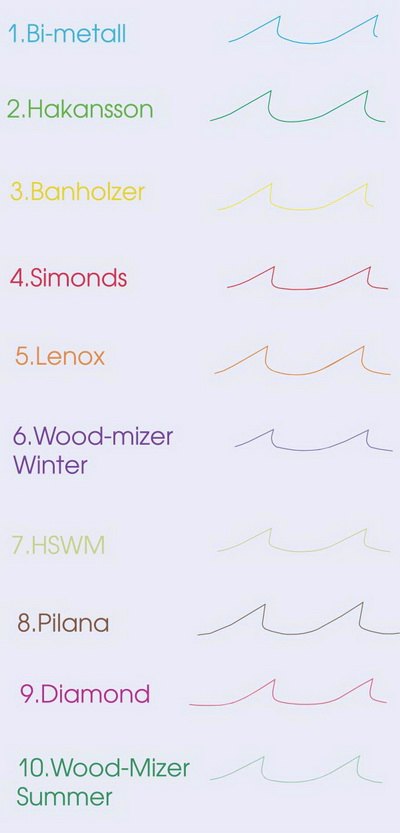 1.Bi-metall
2.Hakansson
3.Banholzer
4.Simonds
5.Lenox
6.Wood-mizer
Winter
7.HSWM
8.Pilana
9.Diamond
10.Wood-Mizer
Summer